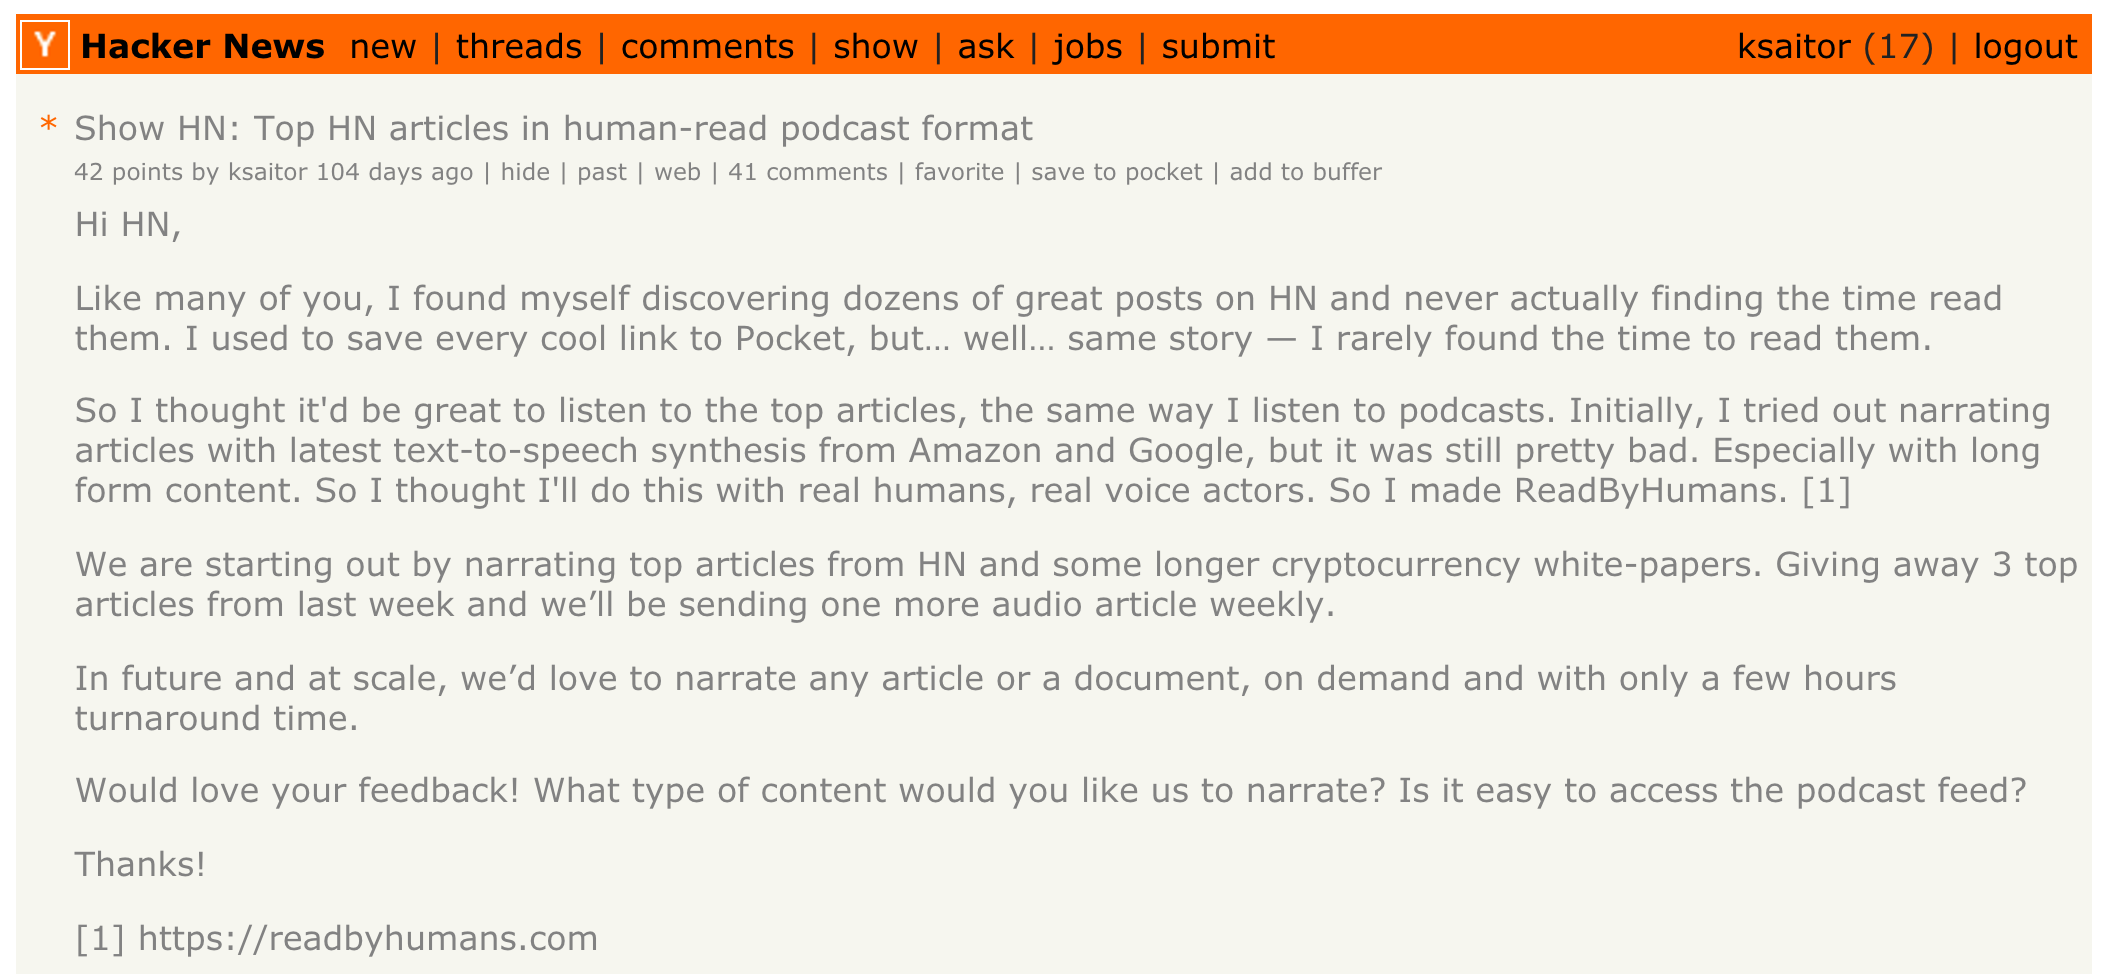 Y Hacker News new | threads | comments | show | ask | jobs | submit ksaitor (17) | logout
* Show HN: Top HN articles in human-read podcast format
42 points by ksaitor 104 days ago | hide | past | web | 41 comments | favorite | save to pocket | add to buffer
Hi HN,
Like many of you, I found myself discovering dozens of great posts on HN and never actually finding the time read
them. I used to save every cool link to Pocket, but… well… same story — I rarely found the time to read them.
So I thought it'd be great to listen to the top articles, the same way I listen to podcasts. Initially, I tried out narrating
articles with latest text-to-speech synthesis from Amazon and Google, but it was still pretty bad. Especially with long
form content. So I thought I'll do this with real humans, real voice actors. So I made ReadByHumans. [1]
We are starting out by narrating top articles from HN and some longer cryptocurrency white-papers. Giving away 3 top
articles from last week and we’ll be sending one more audio article weekly.
In future and at scale, we’d love to narrate any article or a document, on demand and with only a few hours
turnaround time.
Would love your feedback! What type of content would you like us to narrate? Is it easy to access the podcast feed?
Thanks!
[1] https://readbyhumans.com